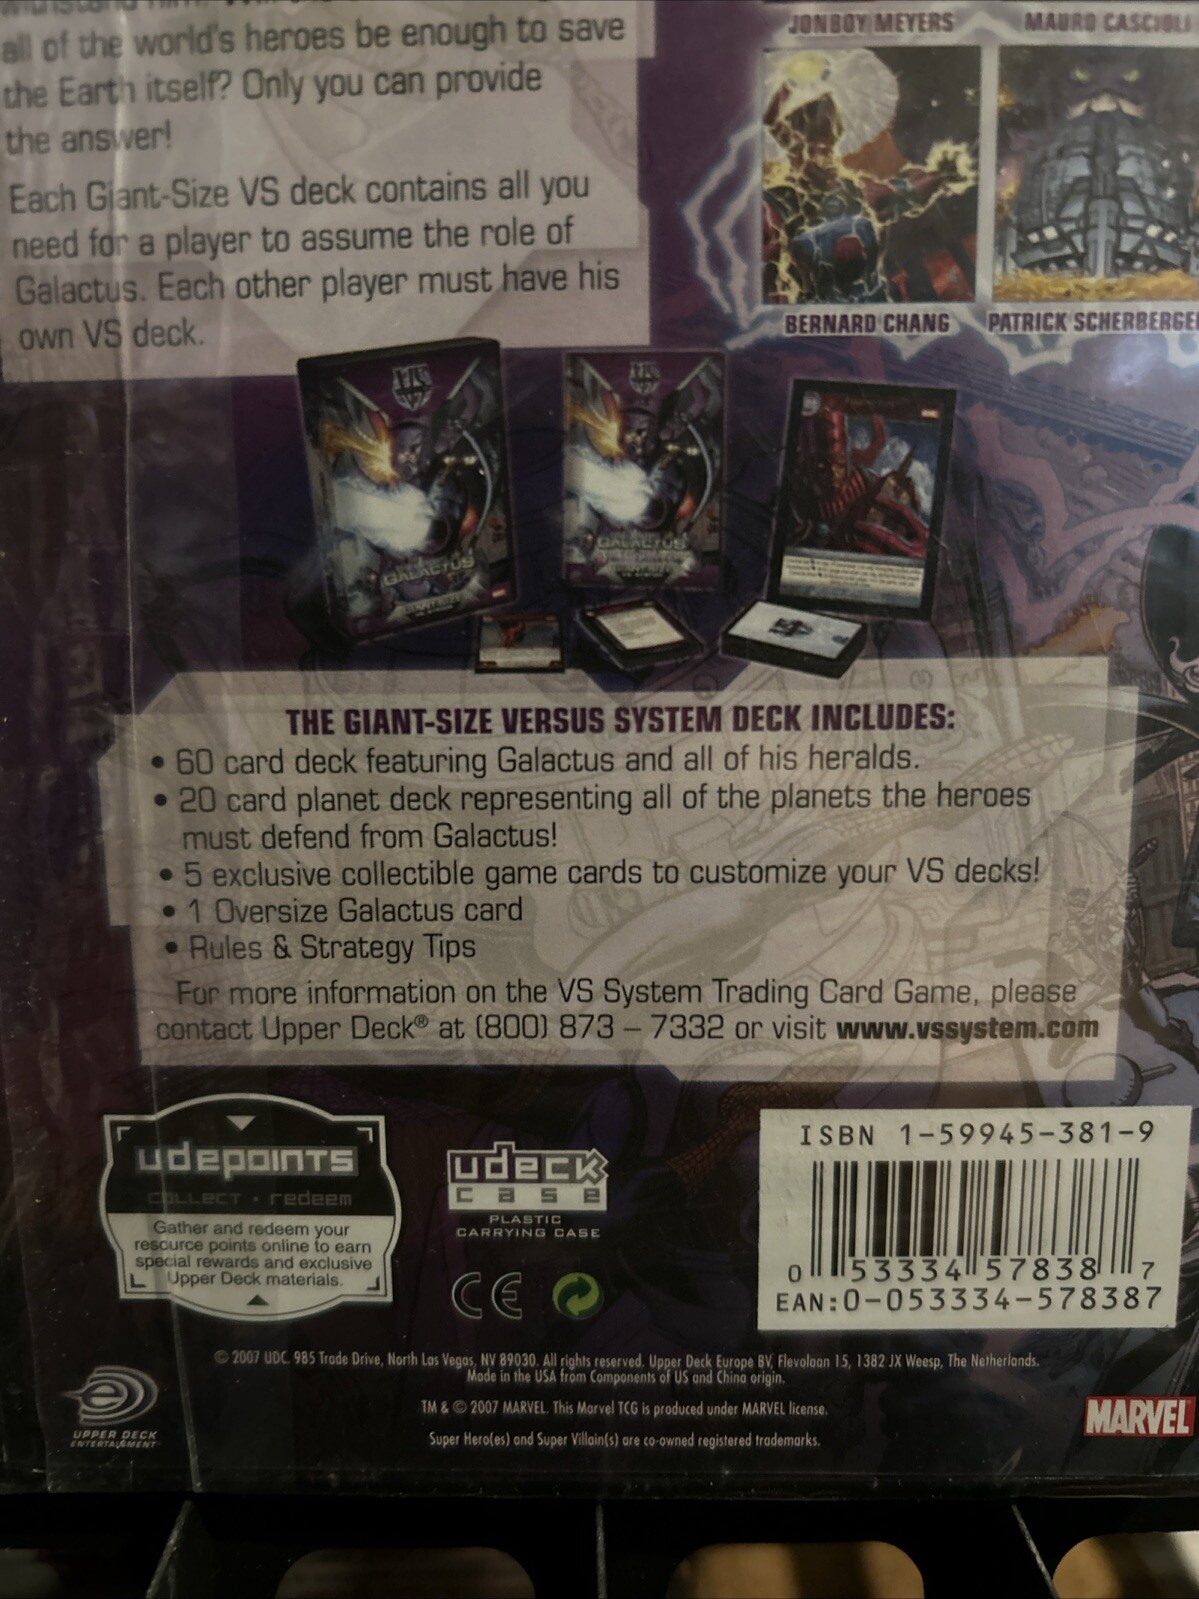 all of the world's heroes be enough to save
the Earth itself? Only you can provide
the answer!
Each Giant-Size VS deck contains all you
need for a player to assume the role of
Galactus. Each other player must have his
own VS deck.
JONBOY MEYERS
MAURO CASCIOLI
BERNARD CHANG
PATRICK SCHERBERGE
VS
GALACTUS
GALACTUS
THE GIANT-SIZE VERSUS SYSTEM DECK INCLUDES:
• 60 card deck featuring Galactus and all of his heralds.
• 20 card planet deck representing all of the planets the heroes
must defend from Galactus!
• 5 exclusive collectible game cards to customize your VS decks!
• 1 Oversize Galactus card
• Rules & Strategy Tips
For more information on the VS System Trading Card Game, please
contact Upper Deck® at (800) 873 – 7332 or visit www.vssystem.com
udepoints
COLLECT • redeem
Gather and redeem your
resource points online to earn
special rewards and exclusive
Upper Deck materials.
udeck
case
PLASTIC
CARRYING CASE
CE
ISBN 1-59945-381-9
0 53334 57838 7
EAN:0-053334-578387
© 2007 UDC. 985 Trade Drive, North Las Vegas, NV 89030. All rights reserved. Upper Deck Europe BV, Flevolaan 15, 1382 JX Weesp, The Netherlands.
Made in the USA from Components of US and China origin.
TM & © 2007 MARVEL. This Marvel TCG is produced under MARVEL license.
Super Hero(es) and Super Villain(s) are co-owned registered trademarks.
UPPER DECK
ENTERTAINMENT
MARVEL